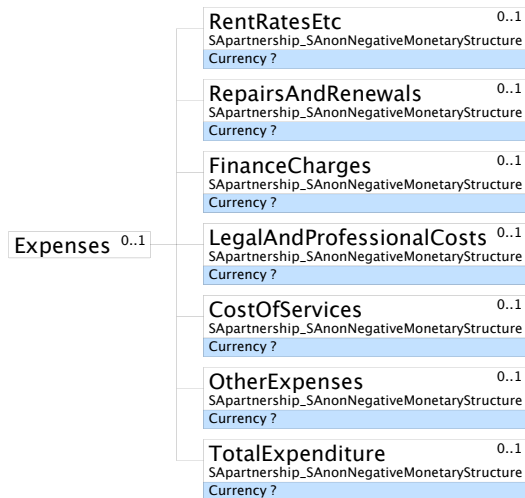 RentRatesEtc 0..1
SApartnership_SAnonNegativeMonetaryStructure
Currency ?
RepairsAndRenewals 0..1
SApartnership_SAnonNegativeMonetaryStructure
Currency ?
FinanceCharges 0..1
SApartnership_SAnonNegativeMonetaryStructure
Currency ?
Expenses 0..1
LegalAndProfessionalCosts 0..1
SApartnership_SAnonNegativeMonetaryStructure
Currency ?
CostOfServices 0..1
SApartnership_SAnonNegativeMonetaryStructure
Currency ?
OtherExpenses 0..1
SApartnership_SAnonNegativeMonetaryStructure
Currency ?
TotalExpenditure 0..1
SApartnership_SAnonNegativeMonetaryStructure
Currency ?